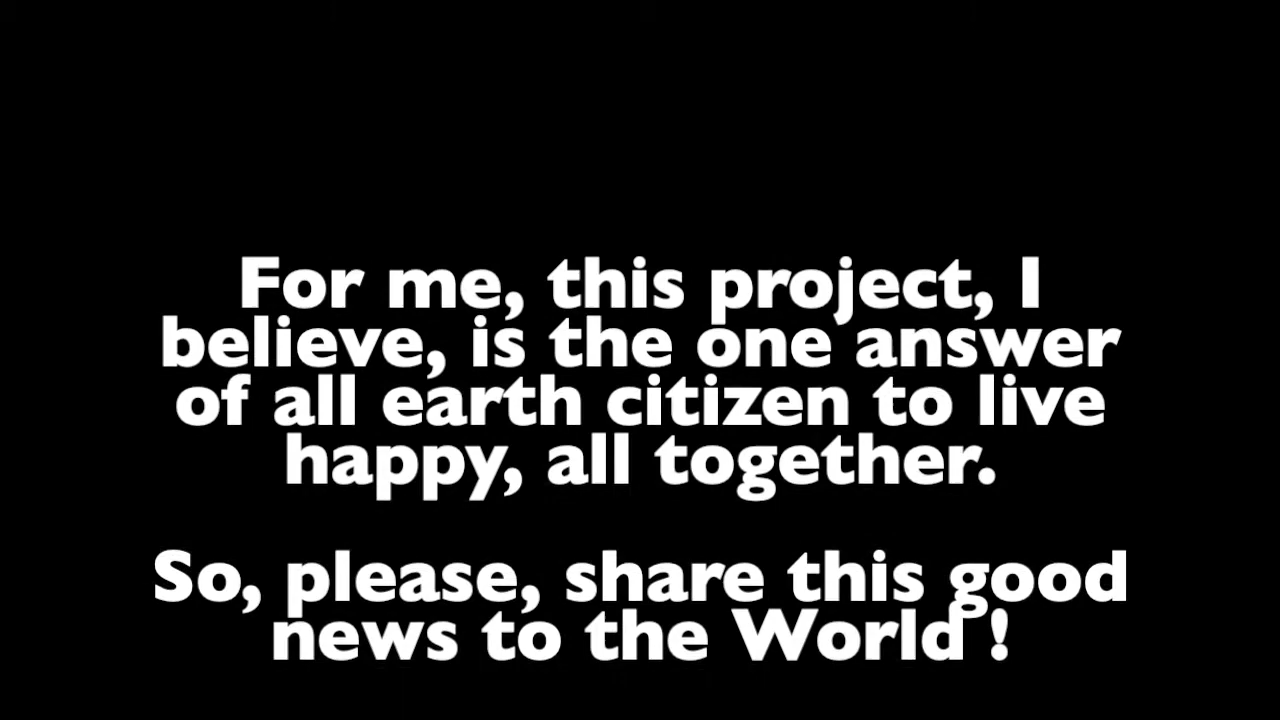 For me, this project, I
believe, is the one answer
of all earth citizen to live
happy, all together.
So, please, share this good
news to the World !